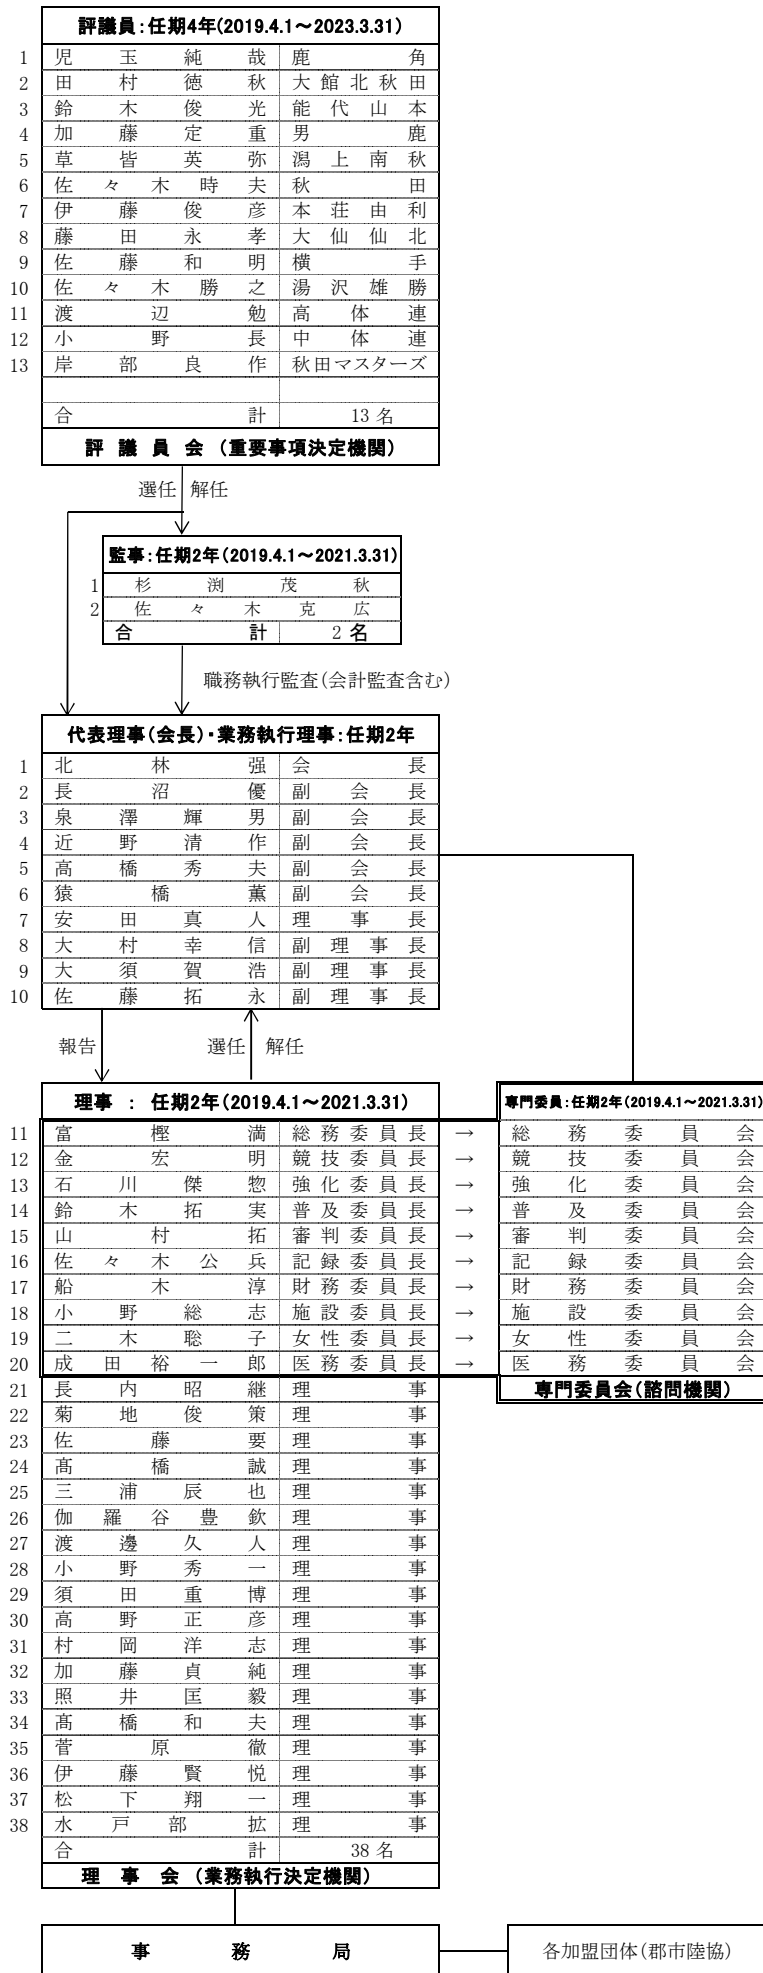 評議員：任期4年(2019.4.1～2023.3.31)
1 児玉純哉 鹿角
2 田村徳秋 大館北秋田
3 鈴木俊光 能代山本
4 加藤定重 男鹿
5 草皆英弥 潟上南秋
6 佐々木時夫 秋田
7 伊藤俊彦 本荘由利
8 藤田永孝 大仙仙北
9 佐藤和明 横手
10 佐々木勝之 湯沢雄勝
11 渡辺勉 高体連
12 小野長 中体連
13 岸部良作 秋田マスターズ
合計 13 名
評議員会（重要事項決定機関）
選任 解任
監事：任期2年(2019.4.1～2021.3.31)
1 杉渕茂秋
2 佐々木克広
合計 2 名
職務執行監査(会計監査含む)
代表理事（会長）・業務執行理事：任期2年
1 北林强 会長
2 長沼優 副会長
3 泉澤輝男 副会長
4 近野清作 副会長
5 高橋秀夫 副会長
6 猿橋薫 副会長
7 安田真人 理事長
8 大村幸信 副理事長
9 大須賀浩 副理事長
10 佐藤拓永 副理事長
報告 選任 解任
理事 ： 任期2年(2019.4.1～2021.3.31) 専門委員：任期2年(2019.4.1～2021.3.31)
11 富樫満 総務委員長 → 総務委員会
12 金宏明 競技委員長 → 競技委員会
13 石川傑惣 強化委員長 → 強化委員会
14 鈴木拓実 普及委員長 → 普及委員会
15 山村拓 審判委員長 → 審判委員会
16 佐々木公兵 記録委員長 → 記録委員会
17 船木淳 財務委員長 → 財務委員会
18 小野総志 施設委員長 → 施設委員会
19 二木聡子 女性委員長 → 女性委員会
20 成田裕一郎 医務委員長 → 医務委員会
21 長内昭継 理事 専門委員会（諮問機関）
22 菊地俊策 理事
23 佐藤要 理事
24 髙橋誠 理事
25 三浦辰也 理事
26 伽羅谷豊欽 理事
27 渡邊久人 理事
28 小野秀一 理事
29 須田重博 理事
30 高野正彦 理事
31 村岡洋志 理事
32 加藤貞純 理事
33 照井匡毅 理事
34 髙橋和夫 理事
35 菅原徹 理事
36 伊藤賢悦 理事
37 松下翔一 理事
38 水戸部拡 理事
合計 38 名
理事会（業務執行決定機関）
事務局 各加盟団体(郡市陸協)